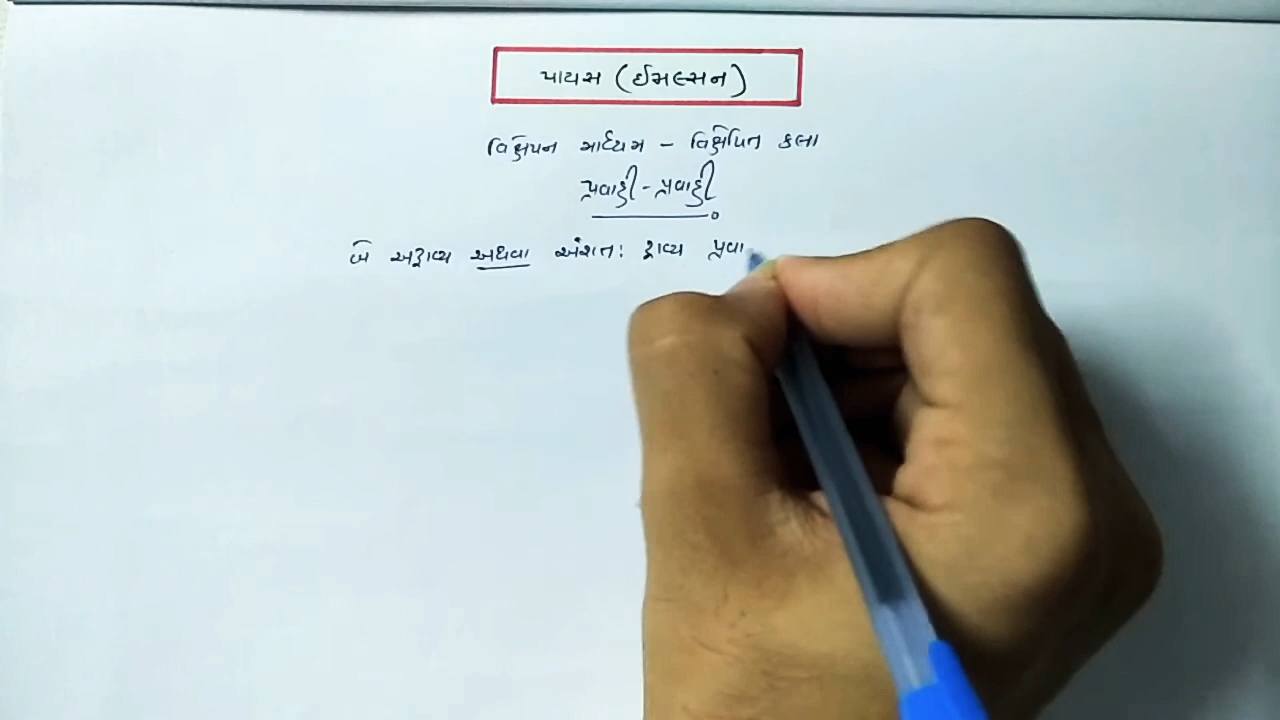 પાયસ (ઈમલ્સન)
વિક્ષેપન માધ્યમ - વિક્ષેપિત કલા
પ્રવાહી - પ્રવાહી
બે અદ્રાવ્ય અથવા અંશતઃ દ્રાવ્ય પ્રવા